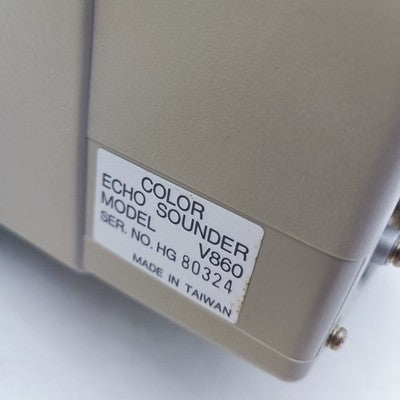 COLOR
ECHO SOUNDER
MODEL V860
SER. NO. HG 80324
MADE IN TAIWAN